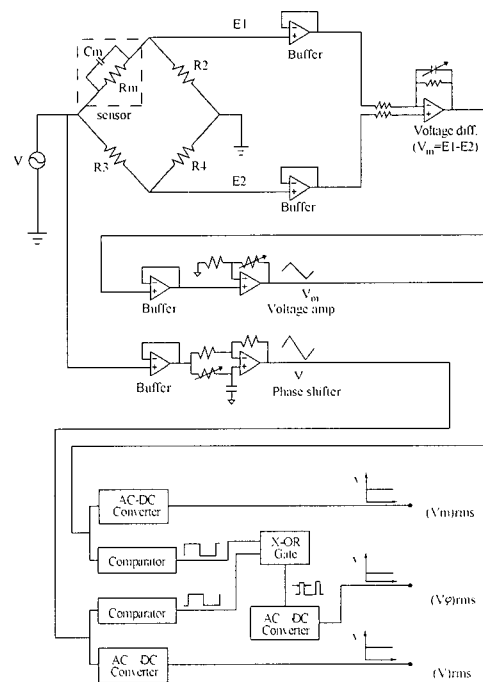 E1
Buffer
Cm
Rm
R2
sensor
Voltage diff.
(Vm=E1-E2)
V
R3
R4
E2
Buffer
Buffer
Vm
Voltage amp
V
Buffer
Phase shifter
AC-DC
Converter
V
(Vm)rms
Comparator
X-OR
Gate
V
Comparator
(Vφ)rms
AC - DC
Converter
AC - DC
Converter
V
(V)rms